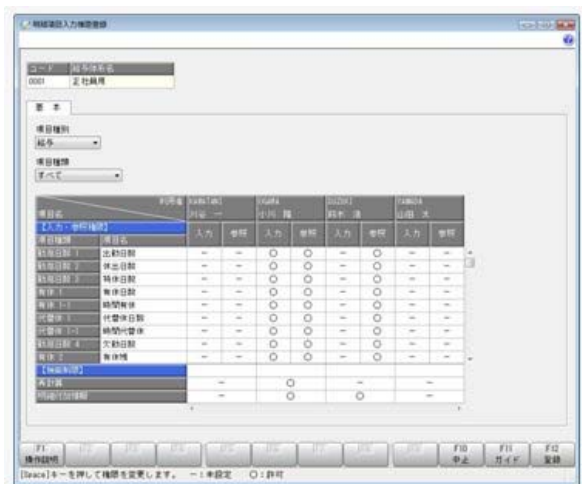 明細項目入力権限登録
コード 給与体系名
0001 正社員用
基 本
項目種別
給与
項目種類
すべて
利用者 KAWATANI OGAWA SUZUKI YAMADA
項目名 川谷 一 小川 隆 鈴木 浩 山田 太
【入力・参照権限】 入力 参照 入力 参照 入力 参照 入力 参照
項目種類 項目名
勤怠日数 1 出勤日数 － － ○ ○ － ○ － －
勤怠日数 2 休出日数 － － ○ ○ － ○ － －
勤怠日数 3 特休日数 － － ○ ○ － ○ － －
有休 1 有休日数 － － ○ ○ － ○ － －
有休 1-1 時間有休 － － ○ ○ － ○ － －
代替休 1 代替休日数 － － ○ ○ － ○ － －
代替休 1-1 時間代替休 － － ○ ○ － ○ － －
勤怠日数 4 欠勤日数 － － ○ ○ － ○ － －
有休 2 有休残 － － ○ ○ － ○ － －
【機能制限】
再計算 － ○ － －
明細付加情報 － ○ ○ －
F1 F10 F11 F12
操作説明 中止 ガイド 登録
[Space]キーを押して権限を変更します。 －：未設定 ○：許可